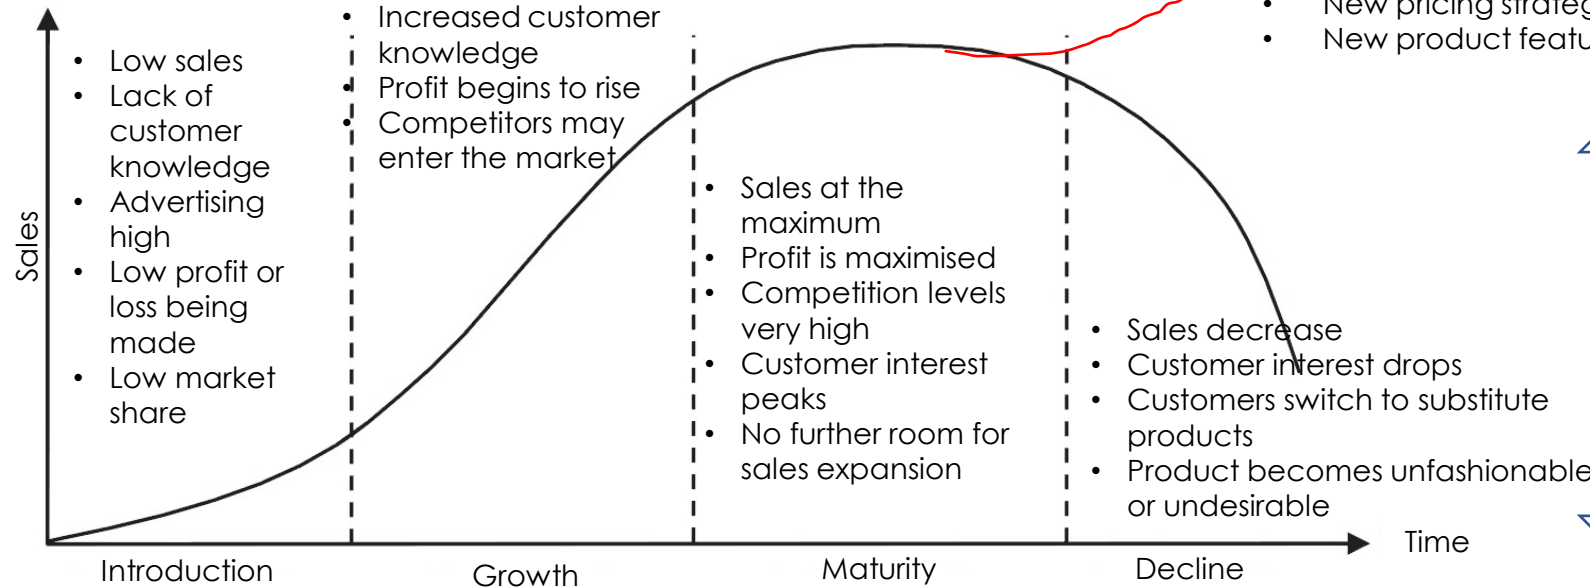 • Increased customer
knowledge
• Profit begins to rise
• Competitors may
enter the market
• New pricing
• New product
• Low sales
• Lack of
customer
knowledge
• Advertising
high
• Low profit or
loss being
made
• Low market
share
• Sales at the
maximum
• Profit is maximised
• Competition levels
very high
• Customer interest
peaks
• No further room for
sales expansion
• Sales decrease
• Customer interest drops
• Customers switch to substitute
products
• Product becomes unfashionable
or undesirable
Sales
Time
Introduction
Growth
Maturity
Decline